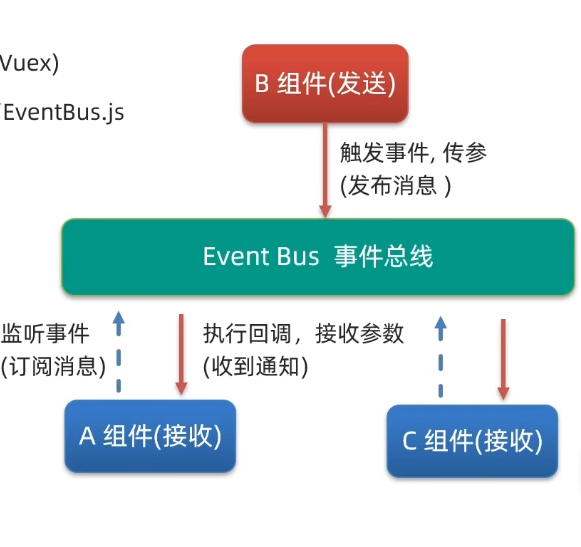 Vuex)
EventBus.js
B 组件(发送)
触发事件, 传参
(发布消息 )
Event Bus 事件总线
监听事件
(订阅消息)
执行回调，接收参数
(收到通知)
A 组件(接收)
C 组件(接收)